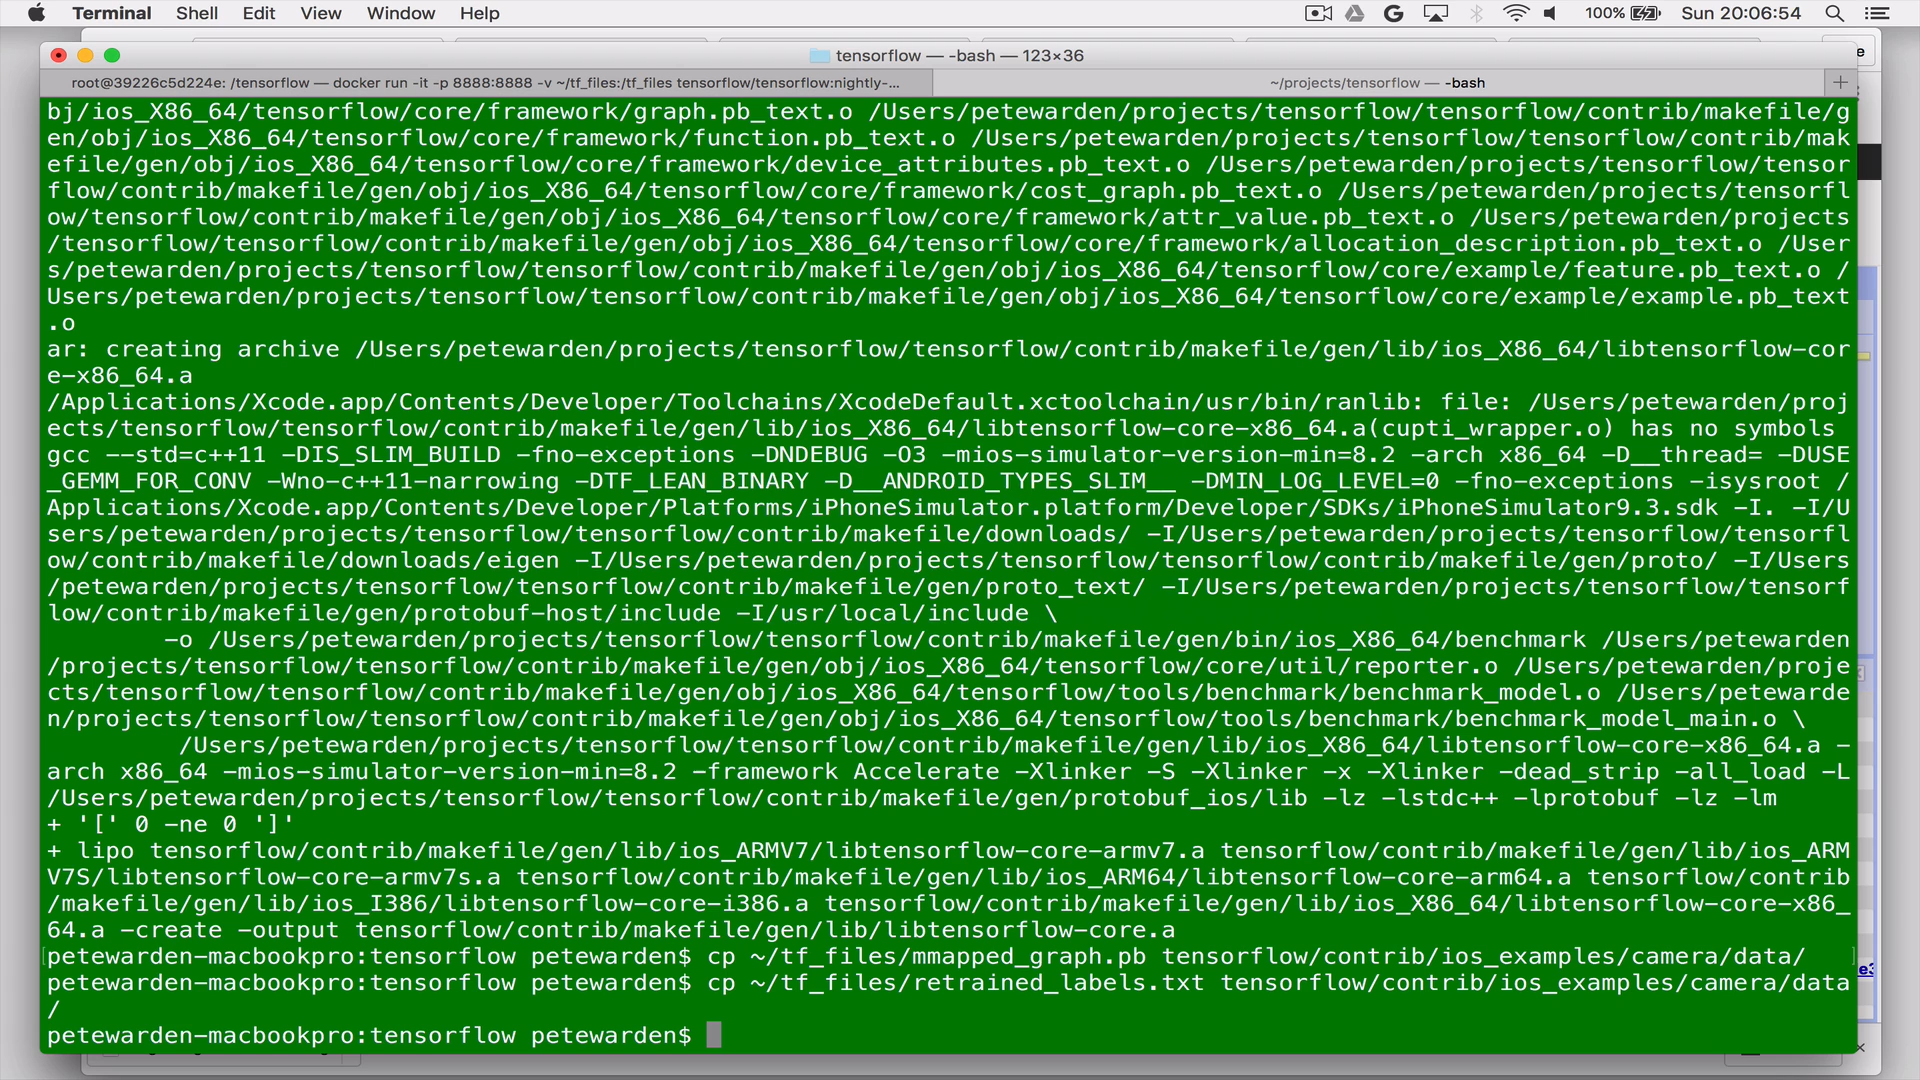 Terminal Shell Edit View Window Help 100% Sun 20:06:54
tensorflow — -bash — 123×36
root@39226c5d224e: /tensorflow — docker run -it -p 8888:8888 -v ~/tf_files:/tf_files tensorflow/tensorflow:nightly-... ~/projects/tensorflow — -bash +
bj/ios_X86_64/tensorflow/core/framework/graph.pb_text.o /Users/petewarden/projects/tensorflow/tensorflow/contrib/makefile/g
en/obj/ios_X86_64/tensorflow/core/framework/function.pb_text.o /Users/petewarden/projects/tensorflow/tensorflow/contrib/mak
efile/gen/obj/ios_X86_64/tensorflow/core/framework/device_attributes.pb_text.o /Users/petewarden/projects/tensorflow/tensor
flow/contrib/makefile/gen/obj/ios_X86_64/tensorflow/core/framework/cost_graph.pb_text.o /Users/petewarden/projects/tensorfl
ow/tensorflow/contrib/makefile/gen/obj/ios_X86_64/tensorflow/core/framework/attr_value.pb_text.o /Users/petewarden/projects
/tensorflow/tensorflow/contrib/makefile/gen/obj/ios_X86_64/tensorflow/core/framework/allocation_description.pb_text.o /User
s/petewarden/projects/tensorflow/tensorflow/contrib/makefile/gen/obj/ios_X86_64/tensorflow/core/example/feature.pb_text.o /
Users/petewarden/projects/tensorflow/tensorflow/contrib/makefile/gen/obj/ios_X86_64/tensorflow/core/example/example.pb_text
.o
ar: creating archive /Users/petewarden/projects/tensorflow/tensorflow/contrib/makefile/gen/lib/ios_X86_64/libtensorflow-cor
e-x86_64.a
/Applications/Xcode.app/Contents/Developer/Toolchains/XcodeDefault.xctoolchain/usr/bin/ranlib: file: /Users/petewarden/proj
ects/tensorflow/tensorflow/contrib/makefile/gen/lib/ios_X86_64/libtensorflow-core-x86_64.a(cupti_wrapper.o) has no symbols
gcc --std=c++11 -DIS_SLIM_BUILD -fno-exceptions -DNDEBUG -O3 -mios-simulator-version-min=8.2 -arch x86_64 -D__thread= -DUSE
_GEMM_FOR_CONV -Wno-c++11-narrowing -DTF_LEAN_BINARY -D__ANDROID_TYPES_SLIM__ -DMIN_LOG_LEVEL=0 -fno-exceptions -isysroot /
Applications/Xcode.app/Contents/Developer/Platforms/iPhoneSimulator.platform/Developer/SDKs/iPhoneSimulator9.3.sdk -I. -I/U
sers/petewarden/projects/tensorflow/tensorflow/contrib/makefile/downloads/ -I/Users/petewarden/projects/tensorflow/tensorfl
ow/contrib/makefile/downloads/eigen -I/Users/petewarden/projects/tensorflow/tensorflow/contrib/makefile/gen/proto/ -I/Users
/petewarden/projects/tensorflow/tensorflow/contrib/makefile/gen/proto_text/ -I/Users/petewarden/projects/tensorflow/tensorf
low/contrib/makefile/gen/protobuf-host/include -I/usr/local/include \
-o /Users/petewarden/projects/tensorflow/tensorflow/contrib/makefile/gen/bin/ios_X86_64/benchmark /Users/petewarden
/projects/tensorflow/tensorflow/contrib/makefile/gen/obj/ios_X86_64/tensorflow/core/util/reporter.o /Users/petewarden/proje
cts/tensorflow/tensorflow/contrib/makefile/gen/obj/ios_X86_64/tensorflow/tools/benchmark/benchmark_model.o /Users/petewarde
n/projects/tensorflow/tensorflow/contrib/makefile/gen/obj/ios_X86_64/tensorflow/tools/benchmark/benchmark_model_main.o \
/Users/petewarden/projects/tensorflow/tensorflow/contrib/makefile/gen/lib/ios_X86_64/libtensorflow-core-x86_64.a -
arch x86_64 -mios-simulator-version-min=8.2 -framework Accelerate -Xlinker -S -Xlinker -x -Xlinker -dead_strip -all_load -L
/Users/petewarden/projects/tensorflow/tensorflow/contrib/makefile/gen/protobuf_ios/lib -lz -lstdc++ -lprotobuf -lz -lm
+ '[' 0 -ne 0 ']'
+ lipo tensorflow/contrib/makefile/gen/lib/ios_ARMV7/libtensorflow-core-armv7.a tensorflow/contrib/makefile/gen/lib/ios_ARM
V7S/libtensorflow-core-armv7s.a tensorflow/contrib/makefile/gen/lib/ios_ARM64/libtensorflow-core-arm64.a tensorflow/contrib
/makefile/gen/lib/ios_I386/libtensorflow-core-i386.a tensorflow/contrib/makefile/gen/lib/ios_X86_64/libtensorflow-core-x86_
64.a -create -output tensorflow/contrib/makefile/gen/lib/libtensorflow-core.a
petewarden-macbookpro:tensorflow petewarden$ cp ~/tf_files/mmapped_graph.pb tensorflow/contrib/ios_examples/camera/data/
petewarden-macbookpro:tensorflow petewarden$ cp ~/tf_files/retrained_labels.txt tensorflow/contrib/ios_examples/camera/data
/
petewarden-macbookpro:tensorflow petewarden$